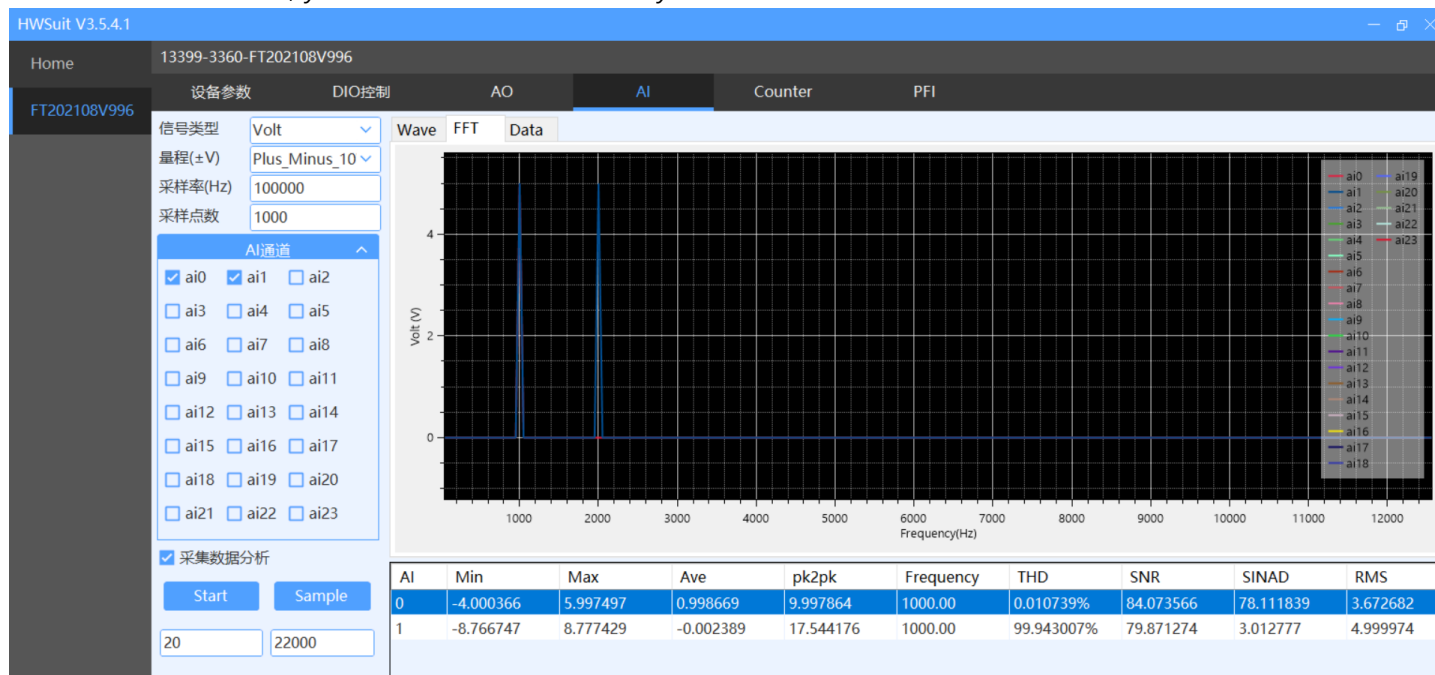 HWSuit V3.5.4.1
Home
FT202108V996
13399-3360-FT202108V996
设备参数 DIO控制 AO AI Counter PFI
信号类型 Volt
量程(±V) Plus_Minus_10
采样率(Hz) 100000
采样点数 1000
AI通道
ai0 ai1 ai2
ai3 ai4 ai5
ai6 ai7 ai8
ai9 ai10 ai11
ai12 ai13 ai14
ai15 ai16 ai17
ai18 ai19 ai20
ai21 ai22 ai23
采集数据分析
Start Sample
20 22000
Wave FFT Data
Volt (V)
4
2
0
1000 2000 3000 4000 5000 6000 7000 8000 9000 10000 11000 12000
Frequency(Hz)
ai0 ai19
ai1 ai20
ai2 ai21
ai3 ai22
ai4 ai23
ai5
ai6
ai7
ai8
ai9
ai10
ai11
ai12
ai13
ai14
ai15
ai16
ai17
ai18
AI Min Max Ave pk2pk Frequency THD SNR SINAD RMS
0 -4.000366 5.997497 0.998669 9.997864 1000.00 0.010739% 84.073566 78.111839 3.672682
1 -8.766747 8.777429 -0.002389 17.544176 1000.00 99.943007% 79.871274 3.012777 4.999974